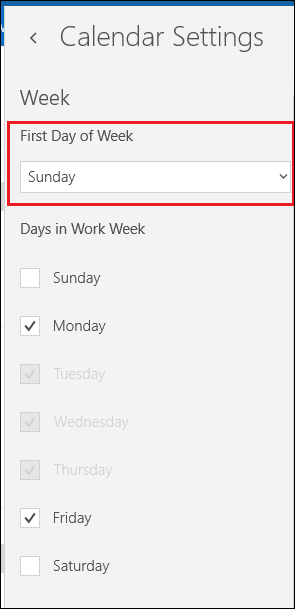 Calendar Settings
Week
First Day of Week
Sunday
Days in Work Week
Sunday
Monday
Tuesday
Wednesday
Thursday
Friday
Saturday